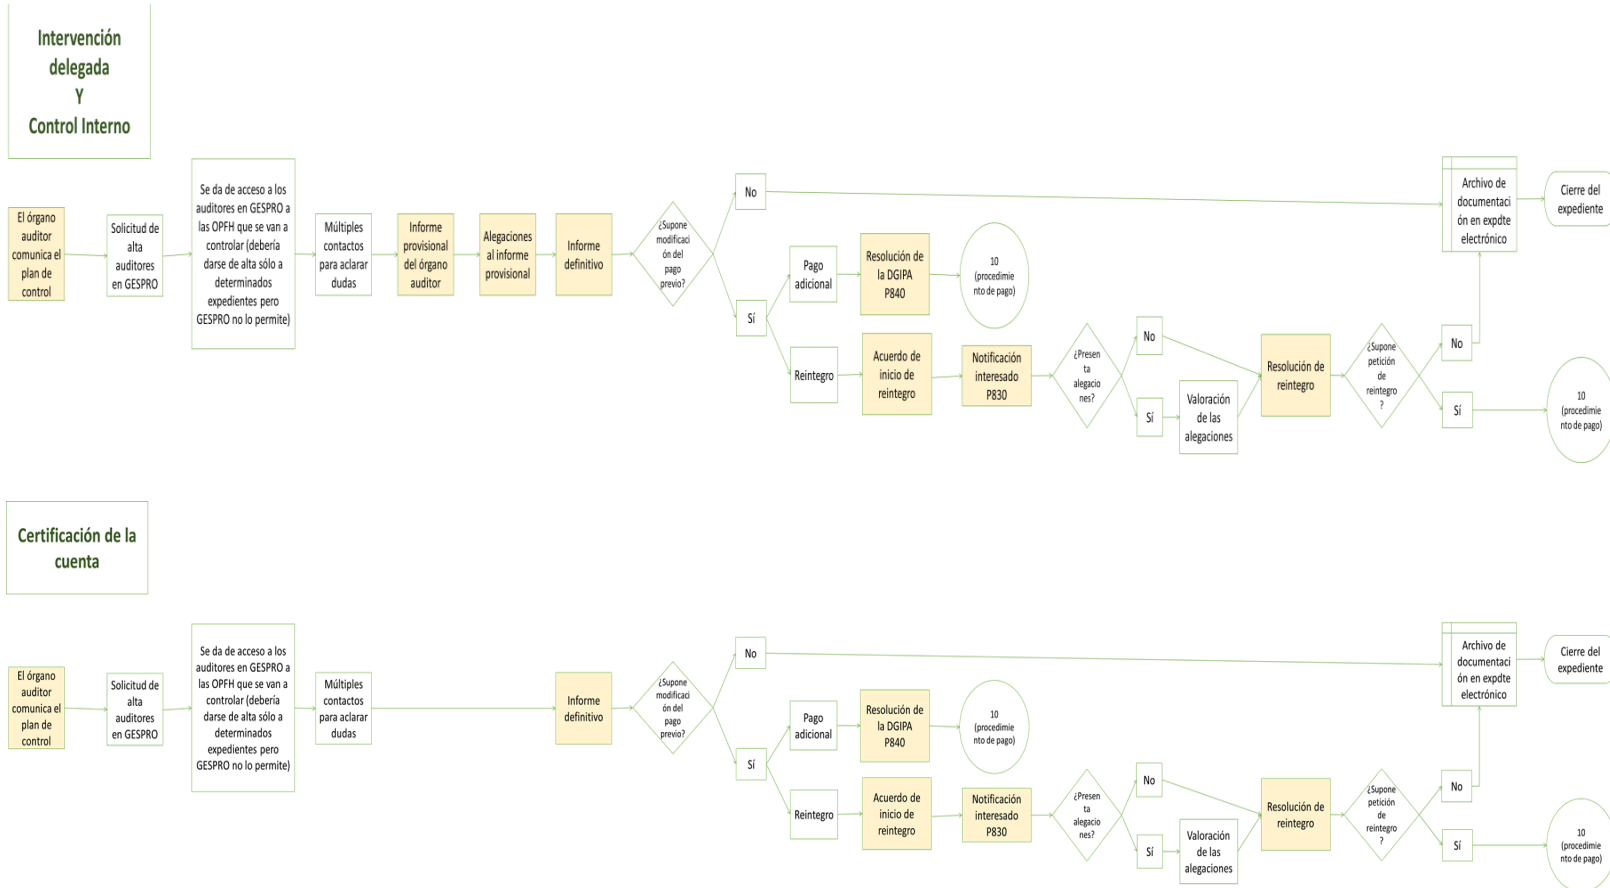 Intervención
delegada
Y
Control Interno
El órgano
auditor
comunica el
plan de
control
Solicitud de
alta
auditores
en GESPRO
Se da de acceso a los
auditores en GESPRO a
las OPFH que se van a
controlar (debería
darse de alta sólo a
determinados
expedientes pero
GESPRO no lo permite)
Múltiples
contactos
para aclarar
dudas
Informe
provisional
del órgano
auditor
Alegaciones
al informe
provisional
Informe
definitivo
¿Supone
modificaci
ón del
pago
previo?
No
Sí
Pago
adicional
Resolución de
la DGIPA
P840
10
(procedimie
nto de pago)
Reintegro
Acuerdo de
inicio de
reintegro
Notificación
interesado
P830
¿Presen
ta
alegacio
nes?
No
Sí
Valoración
de las
alegaciones
Resolución de
reintegro
¿Supone
petición
de
reintegro
?
No
Sí
10
(procedimie
nto de pago)
Archivo de
documentaci
ón en expdte
electrónico
Cierre del
expediente
Certificación de la
cuenta
El órgano
auditor
comunica el
plan de
control
Solicitud de
alta
auditores
en GESPRO
Se da de acceso a los
auditores en GESPRO a
las OPFH que se van a
controlar (debería
darse de alta sólo a
determinados
expedientes pero
GESPRO no lo permite)
Múltiples
contactos
para aclarar
dudas
Informe
definitivo
¿Supone
modificaci
ón del
pago
previo?
No
Sí
Pago
adicional
Resolución de
la DGIPA
P840
10
(procedimie
nto de pago)
Reintegro
Acuerdo de
inicio de
reintegro
Notificación
interesado
P830
¿Presen
ta
alegacio
nes?
No
Sí
Valoración
de las
alegaciones
Resolución de
reintegro
¿Supone
petición
de
reintegro
?
No
Sí
10
(procedimie
nto de pago)
Archivo de
documentaci
ón en expdte
electrónico
Cierre del
expediente